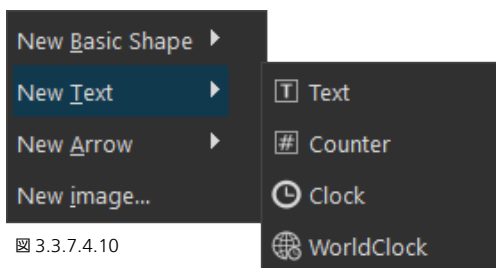 New Basic Shape
New Text
New Arrow
New image...
Text
Counter
Clock
WorldClock
図 3.3.7.4.10